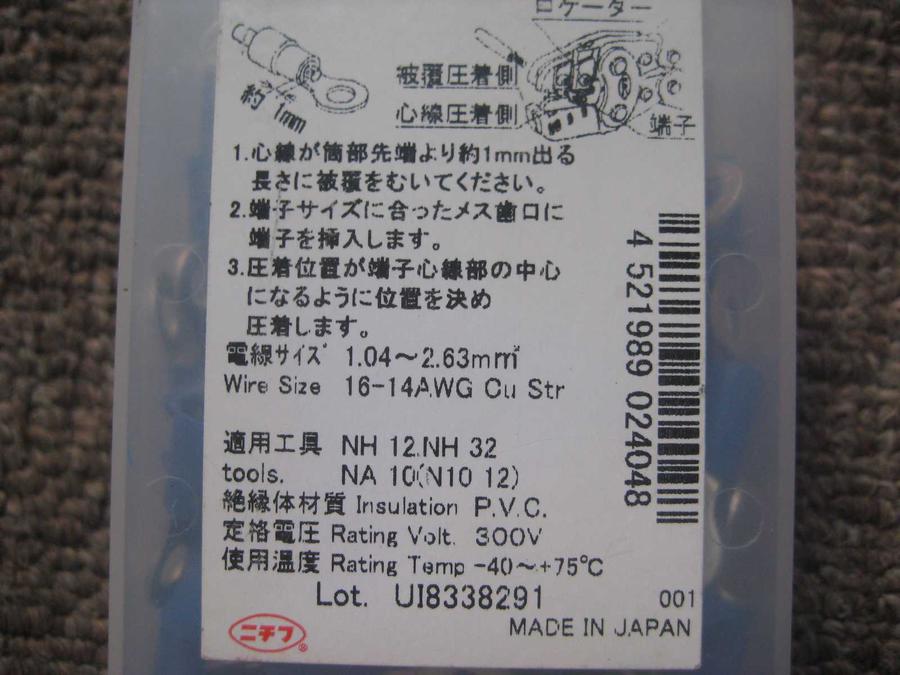 ロケーター
被覆圧着側
約1mm
心線圧着側
端子
1.心線が筒部先端より約1mm出る
長さに被覆をむいてください。
2.端子サイズに合ったメス歯口に
端子を挿入します。
3.圧着位置が端子心線部の中心
になるように位置を決め
圧着します。
電線サイズ 1.04～2.63mm²
Wire Size 16-14AWG Cu Str
適用工具 NH 12.NH 32
tools. NA 10(N10 12)
絶縁体材質 Insulation P.V.C.
定格電圧 Rating Volt. 300V
使用温度 Rating Temp -40～+75℃
Lot. UI8338291
001
ニチフ®
MADE IN JAPAN
4 521989 024048